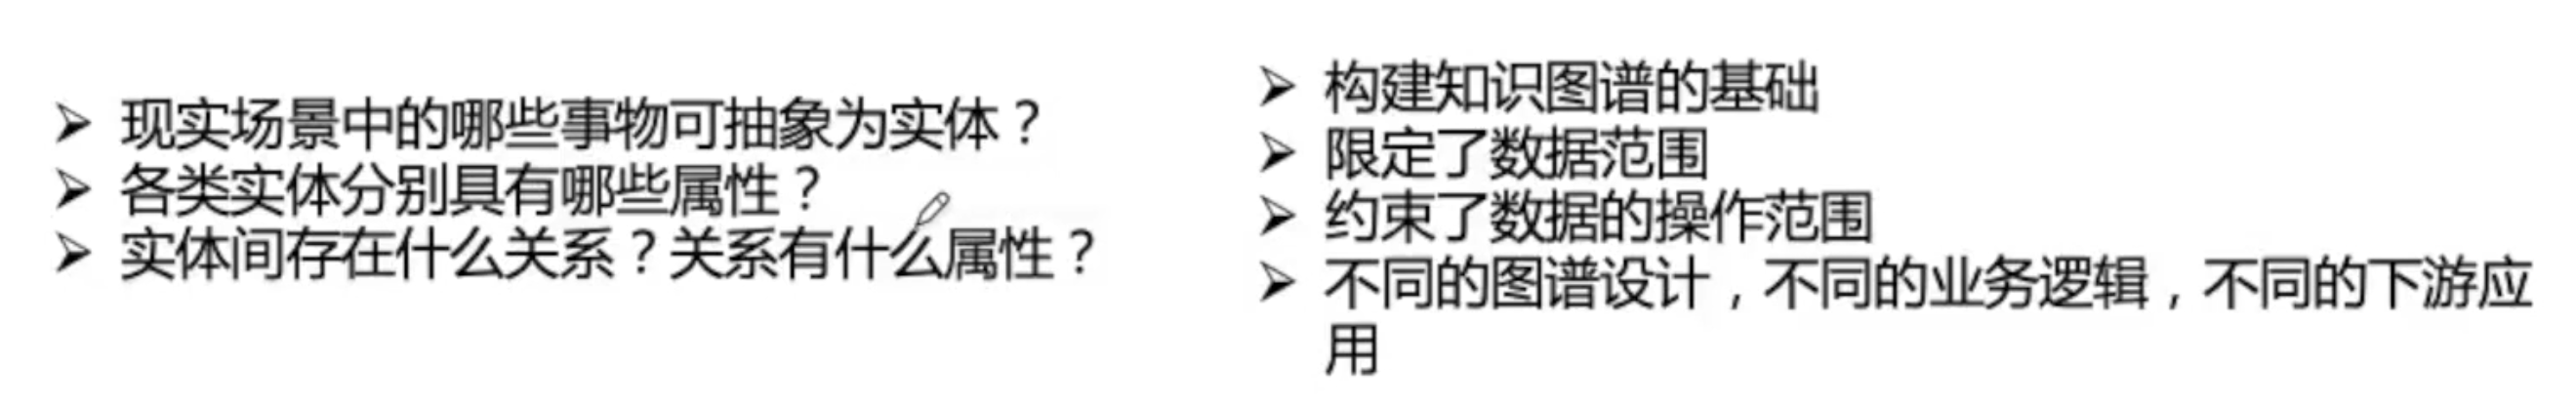 ➢ 现实场景中的哪些事物可抽象为实体？
➢ 各类实体分别具有哪些属性？
➢ 实体间存在什么关系？关系有什么属性？
➢ 构建知识图谱的基础
➢ 限定了数据范围
➢ 约束了数据的操作范围
➢ 不同的图谱设计，不同的业务逻辑，不同的下游应
用